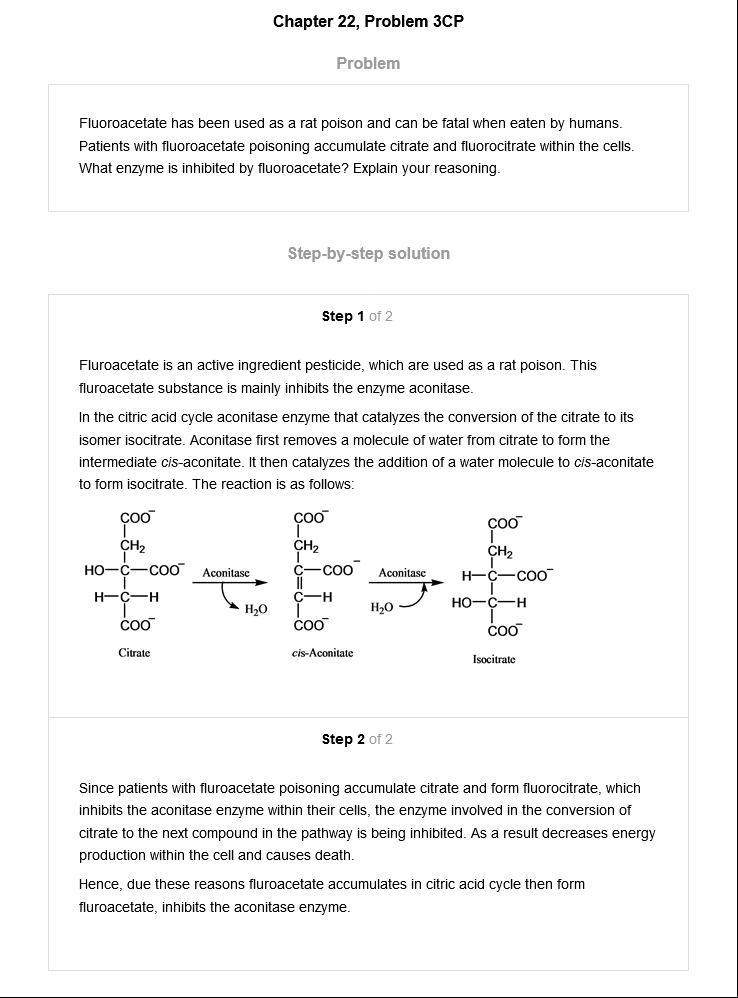 Chapter 22, Problem 3CP
Problem
Fluoroacetate has been used as a rat poison and can be fatal when eaten by humans.
Patients with fluoroacetate poisoning accumulate citrate and fluorocitrate within the cells.
What enzyme is inhibited by fluoroacetate? Explain your reasoning.
Step-by-step solution
Step 1 of 2
Fluroacetate is an active ingredient pesticide, which are used as a rat poison. This
fluroacetate substance is mainly inhibits the enzyme aconitase.
In the citric acid cycle aconitase enzyme that catalyzes the conversion of the citrate to its
isomer isocitrate. Aconitase first removes a molecule of water from citrate to form the
intermediate cis-aconitate. It then catalyzes the addition of a water molecule to cis-aconitate
to form isocitrate. The reaction is as follows:
COO⁻ COO⁻ COO⁻
CH₂ CH₂ CH₂
HO–C–COO⁻ Aconitase C–COO⁻ Aconitase H–C–COO⁻
H–C–H H₂O C–H H₂O HO–C–H
COO⁻ COO⁻ COO⁻
Citrate cis-Aconitate Isocitrate
Step 2 of 2
Since patients with fluroacetate poisoning accumulate citrate and form fluorocitrate, which
inhibits the aconitase enzyme within their cells, the enzyme involved in the conversion of
citrate to the next compound in the pathway is being inhibited. As a result decreases energy
production within the cell and causes death.
Hence, due these reasons fluroacetate accumulates in citric acid cycle then form
fluroacetate, inhibits the aconitase enzyme.